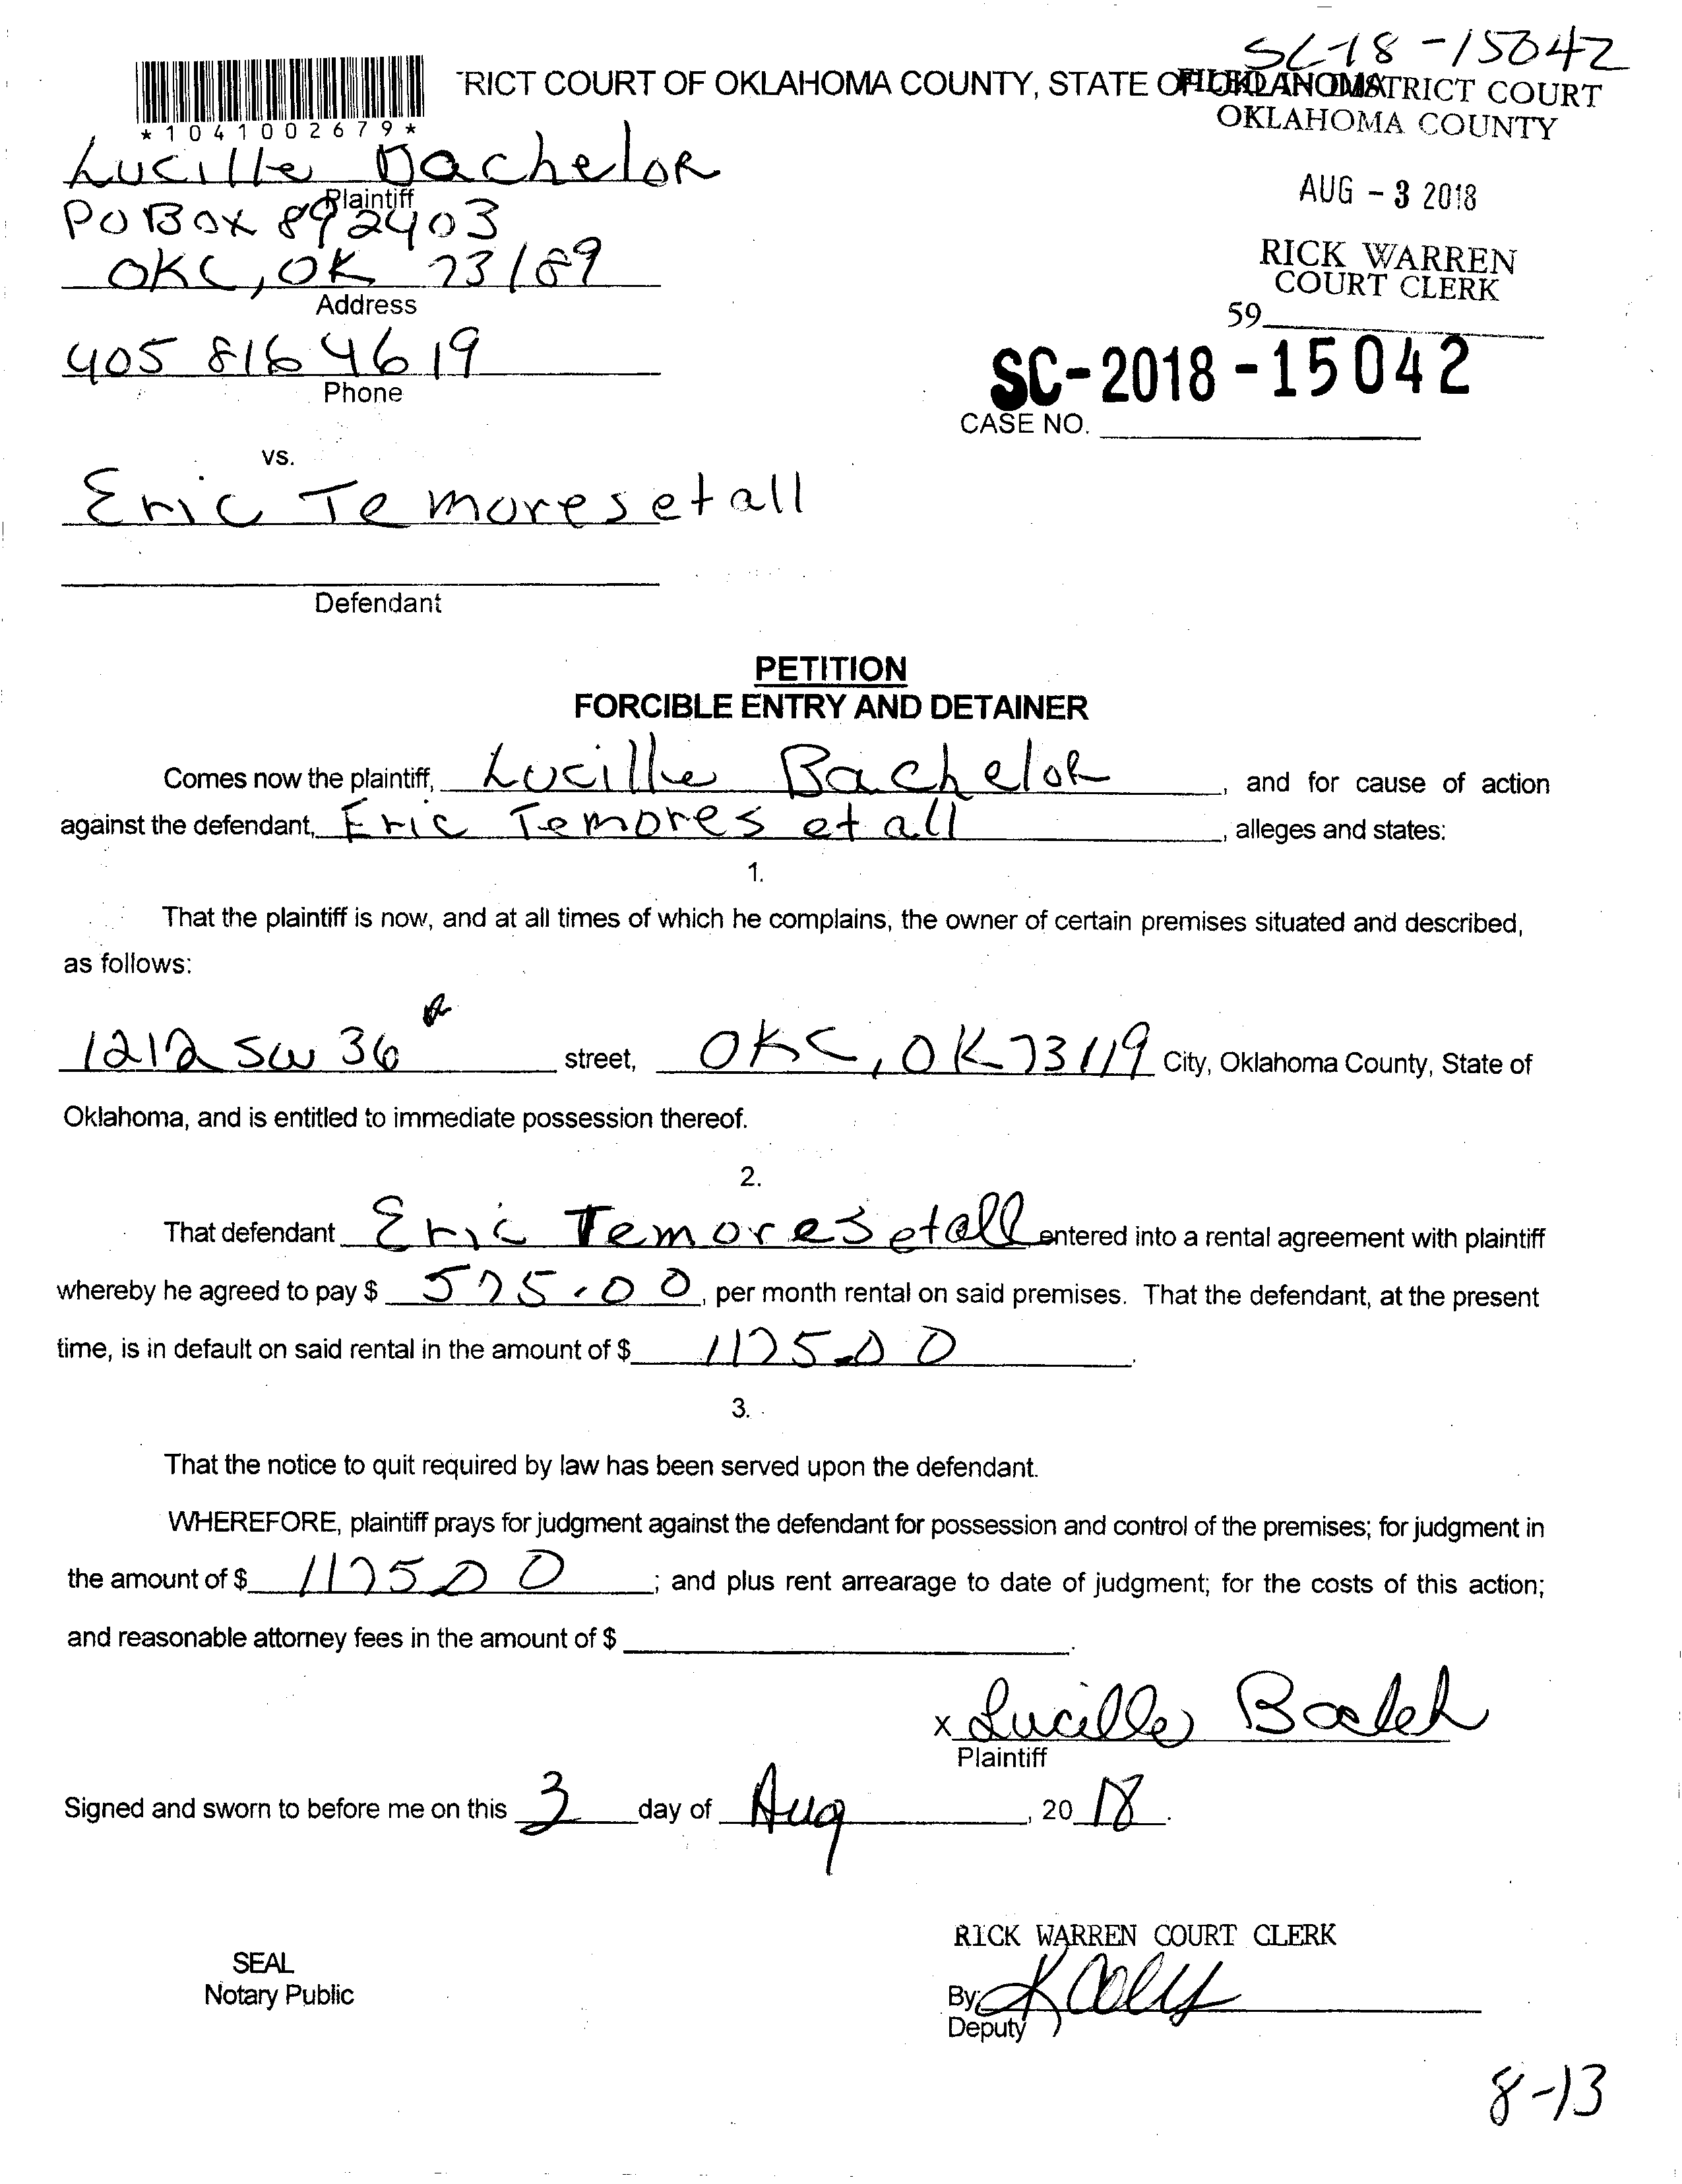 SC-18-15042
RICT COURT OF OKLAHOMA COUNTY, STATE OF OKLAHOMA
FILED IN DISTRICT COURT
OKLAHOMA COUNTY
*1041002679*
Lucille Bachelor
Plaintiff
AUG - 3 2018
PO BOX 892403
OKC, OK 73189
Address
RICK WARREN
COURT CLERK
59
405 816 4619
Phone
SC-2018-15042
CASE NO.
vs.
Eric Temores et all
Defendant
PETITION
FORCIBLE ENTRY AND DETAINER
Comes now the plaintiff, Lucille Bachelor, and for cause of action
against the defendant, Eric Temores et all, alleges and states:
1.
That the plaintiff is now, and at all times of which he complains, the owner of certain premises situated and described,
as follows:
1212 SW 36 street, OKC, OK 73119 City, Oklahoma County, State of
Oklahoma, and is entitled to immediate possession thereof.
2.
That defendant Eric Temores et all entered into a rental agreement with plaintiff
whereby he agreed to pay $ 575.00, per month rental on said premises. That the defendant, at the present
time, is in default on said rental in the amount of $ 1175.00.
3.
That the notice to quit required by law has been served upon the defendant.
WHEREFORE, plaintiff prays for judgment against the defendant for possession and control of the premises; for judgment in
the amount of $ 1175.00; and plus rent arrearage to date of judgment; for the costs of this action;
and reasonable attorney fees in the amount of $ .
x Lucille
Plaintiff
Signed and sworn to before me on this 3 day of Aug, 2018.
RICK WARREN COURT CLERK
SEAL
Notary Public
By:
Deputy
8-13